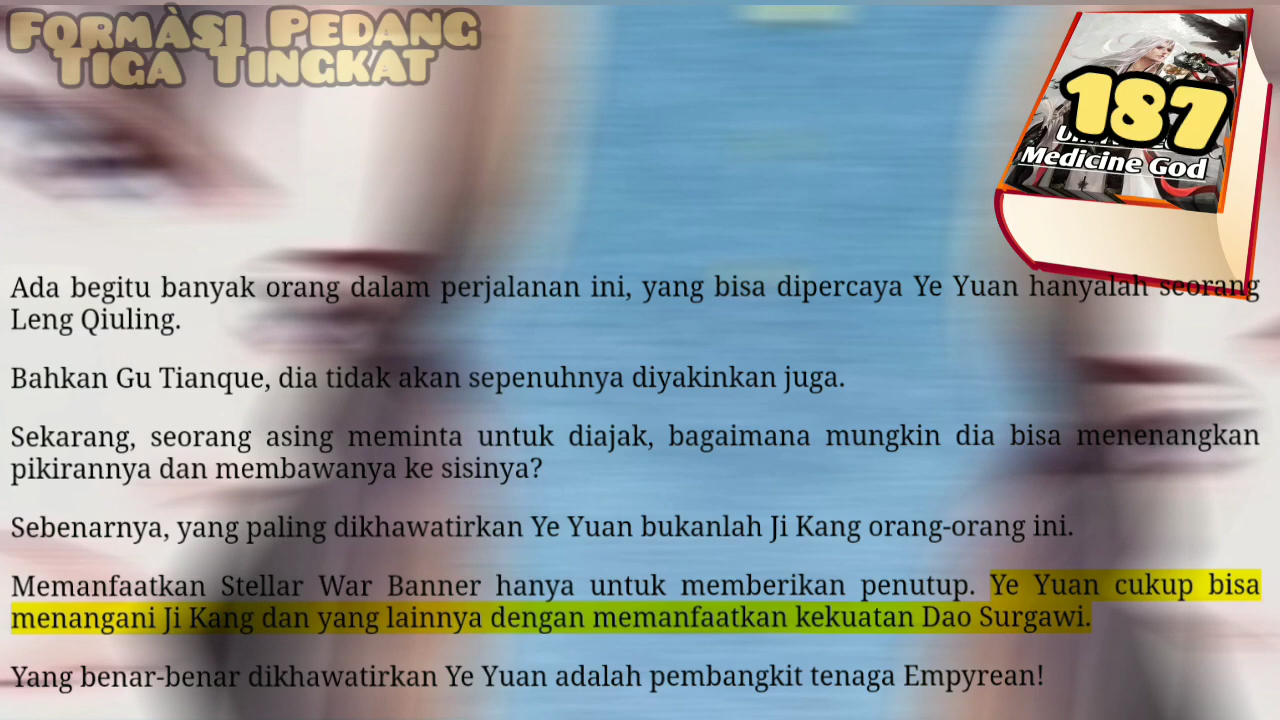 Formàsi Pedang
Tiga Tingkat
187
Medicine God
Ada begitu banyak orang dalam perjalanan ini, yang bisa dipercaya Ye Yuan hanyalah seorang
Leng Qiuling.
Bahkan Gu Tianque, dia tidak akan sepenuhnya diyakinkan juga.
Sekarang, seorang asing meminta untuk diajak, bagaimana mungkin dia bisa menenangkan
pikirannya dan membawanya ke sisinya?
Sebenarnya, yang paling dikhawatirkan Ye Yuan bukanlah Ji Kang orang-orang ini.
Memanfaatkan Stellar War Banner hanya untuk memberikan penutup. Ye Yuan cukup bisa
menangani Ji Kang dan yang lainnya dengan memanfaatkan kekuatan Dao Surgawi.
Yang benar-benar dikhawatirkan Ye Yuan adalah pembangkit tenaga Empyrean!